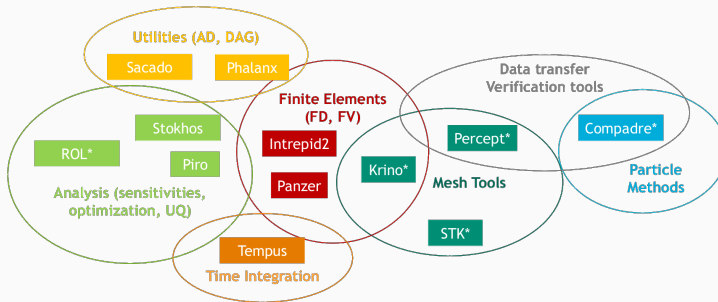 Utilities (AD, DAG)
Sacado
Phalanx
Data transfer
Verification tools
Finite Elements
(FD, FV)
Stokhos
ROL*
Piro
Intrepid2
Panzer
Krino*
Percept*
Compadre*
Mesh Tools
Particle
Methods
Analysis (sensitivities,
optimization, UQ)
STK*
Tempus
Time Integration